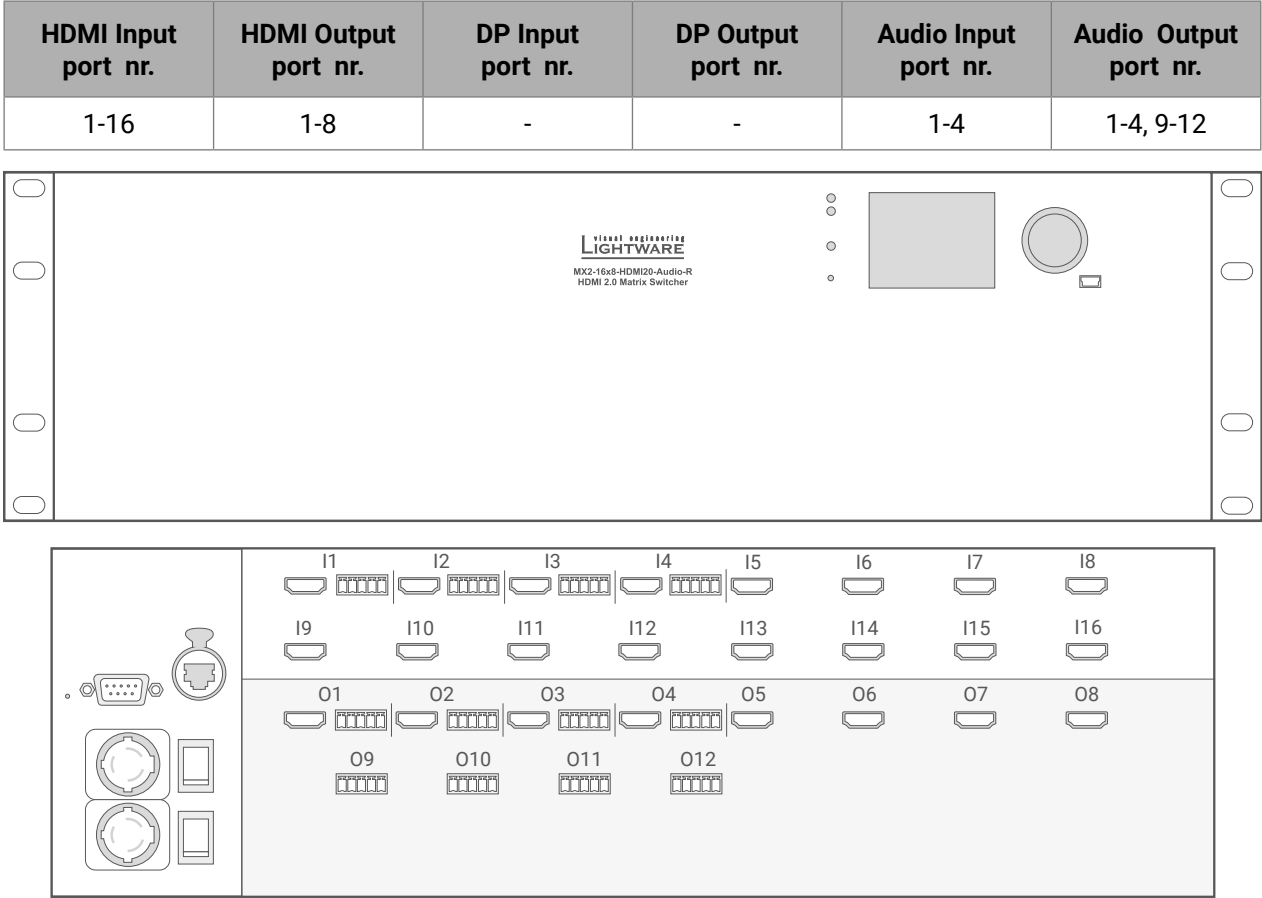 HDMI Input port nr. HDMI Output port nr. DP Input port nr. DP Output port nr. Audio Input port nr. Audio Output port nr.
1-16 1-8 - - 1-4 1-4, 9-12
visual engineering
LIGHTWARE
MX2-16x8-HDMI20-Audio-R
HDMI 2.0 Matrix Switcher
I1 I2 I3 I4 I5 I6 I7 I8
I9 I10 I11 I12 I13 I14 I15 I16
O1 O2 O3 O4 O5 O6 O7 O8
O9 O10 O11 O12